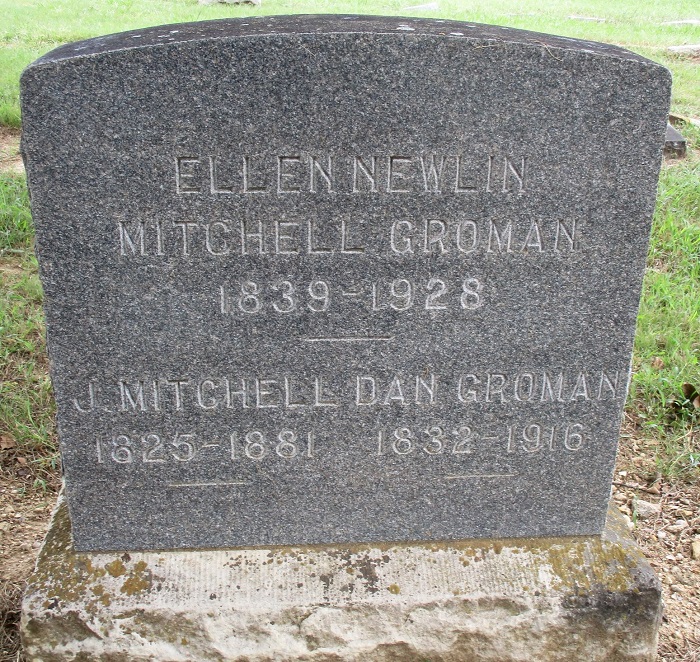 ELLEN NEWLIN
MITCHELL GROMAN
1839-1928
J. MITCHELL DAN GROMAN
1825-1881 1832-1916